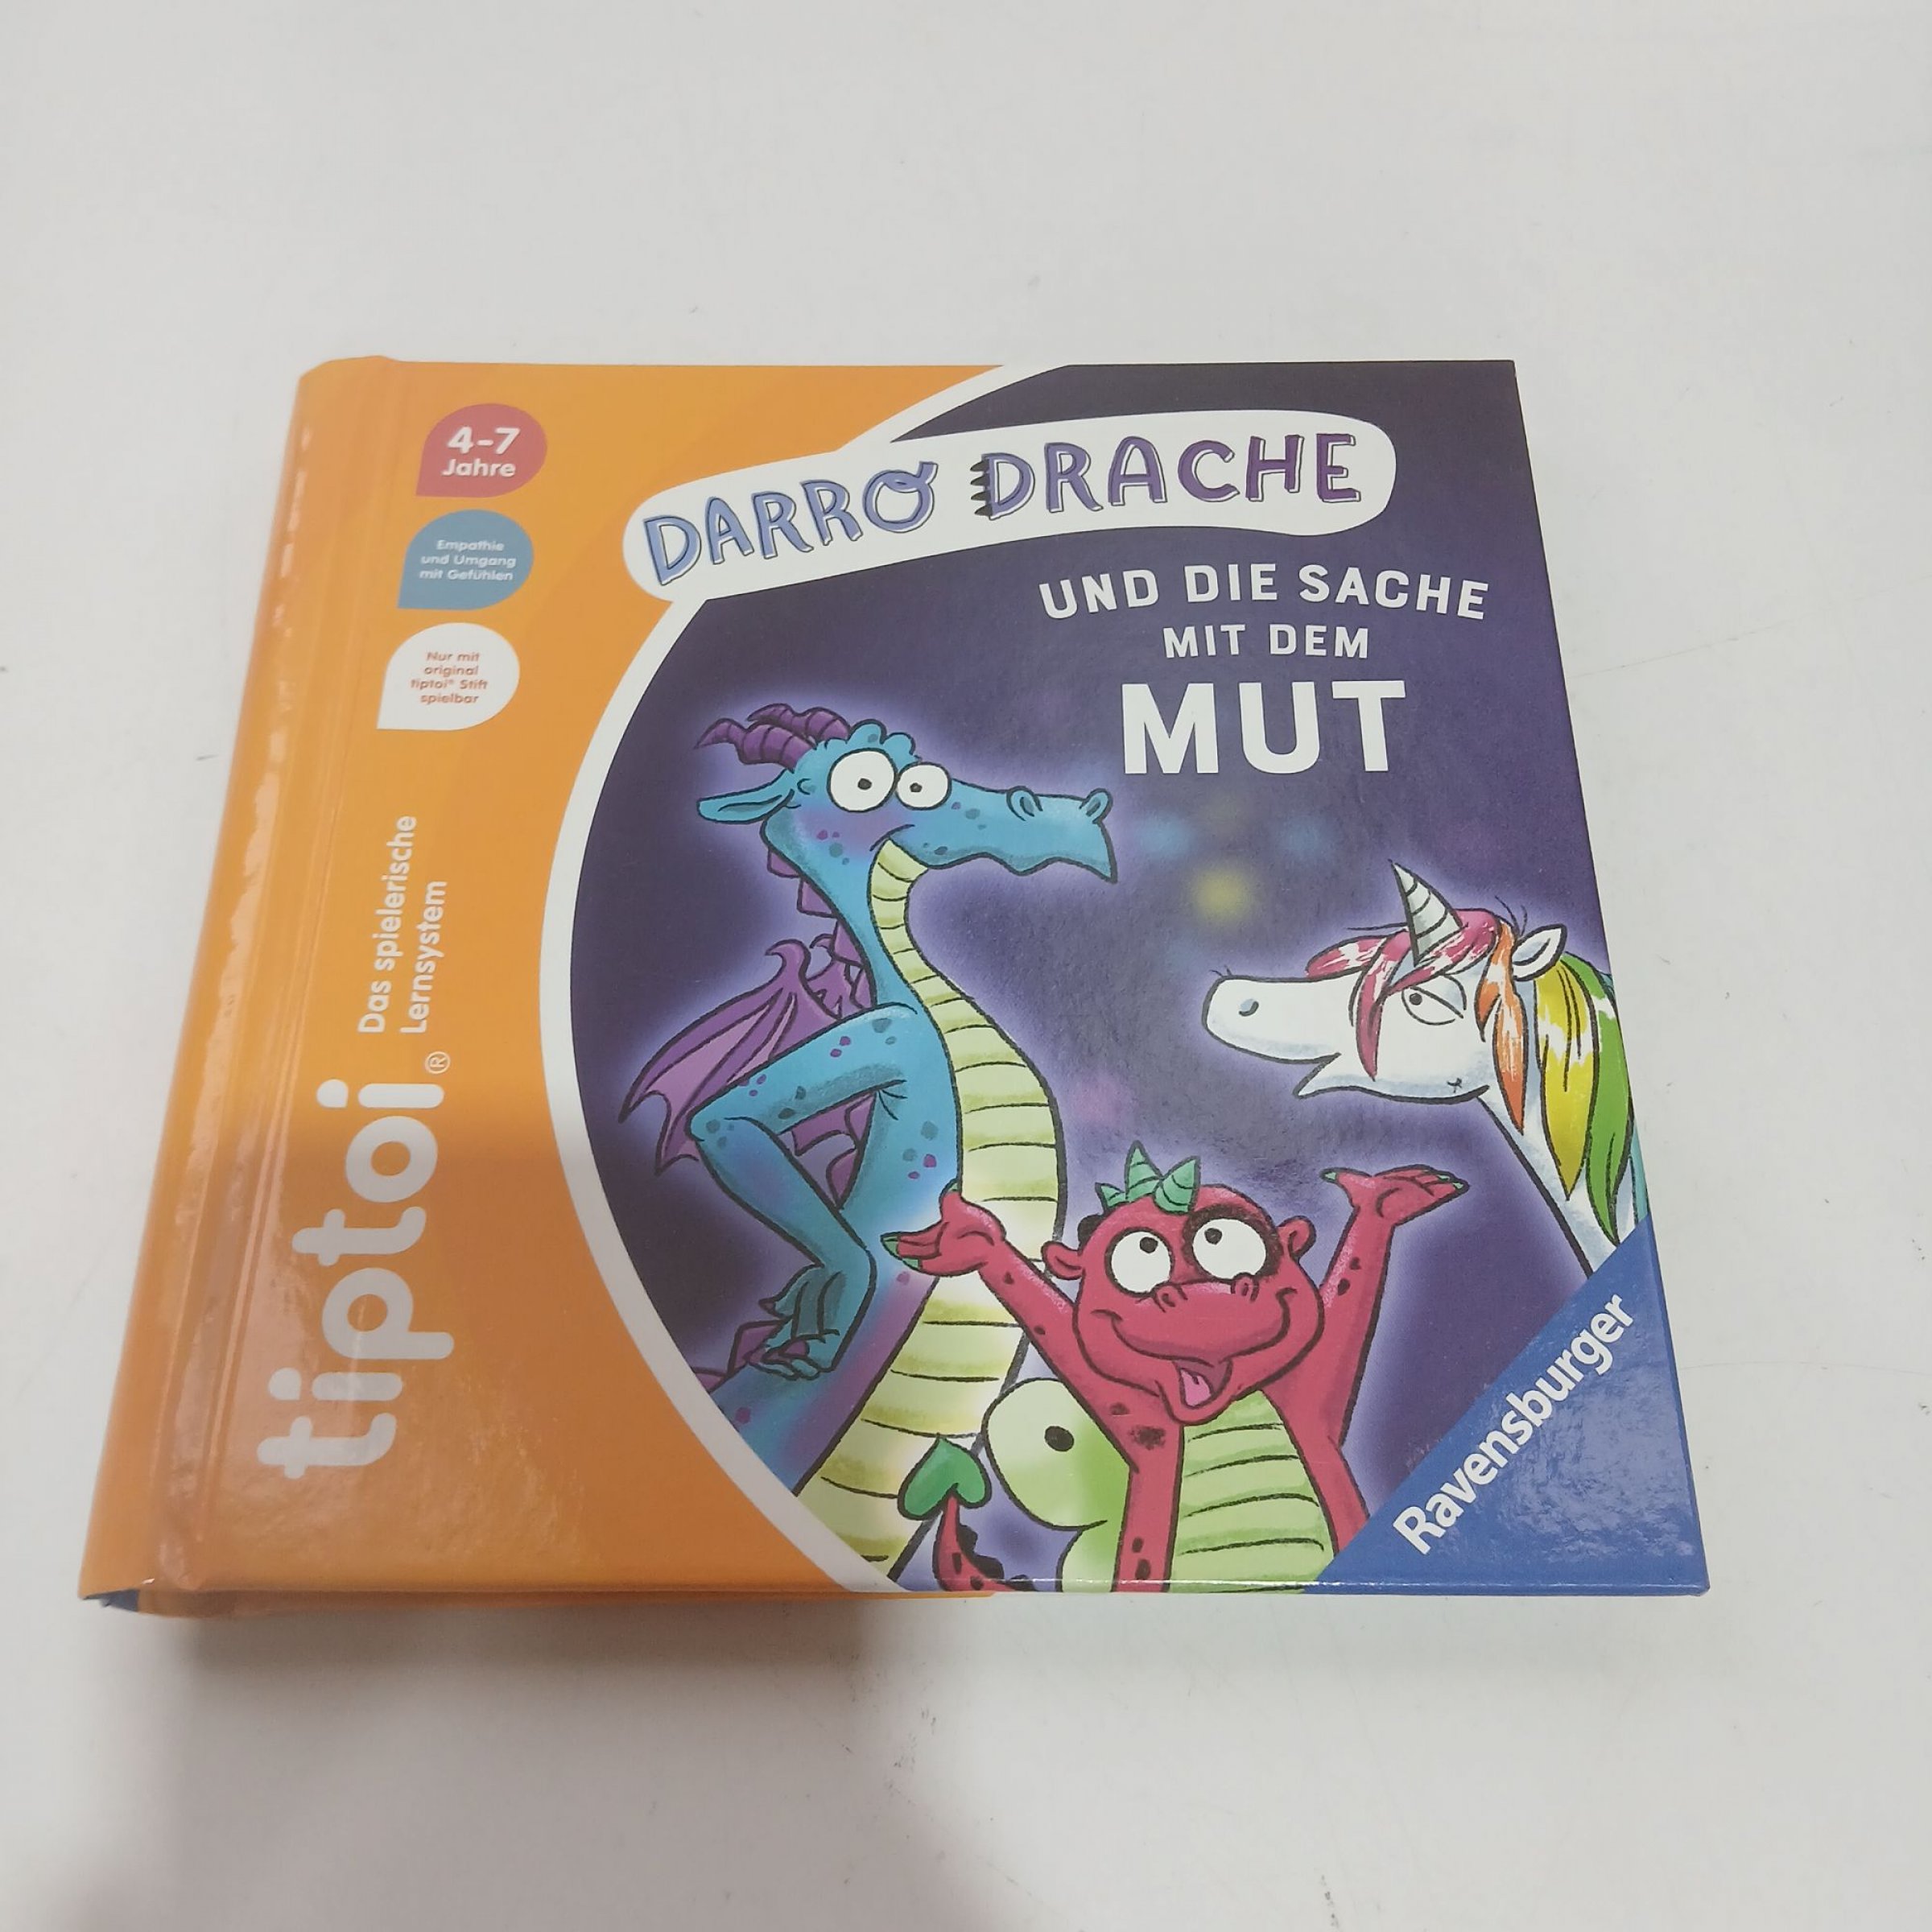 4-7
Jahre
Empathie
und Umgang
mit Gefühlen
Nur mit
original
tiptoi® Stift
spielbar
tiptoi®
Das spielerische
Lernsystem
DARRO DRACHE
UND DIE SACHE
MIT DEM
MUT
Ravensburger